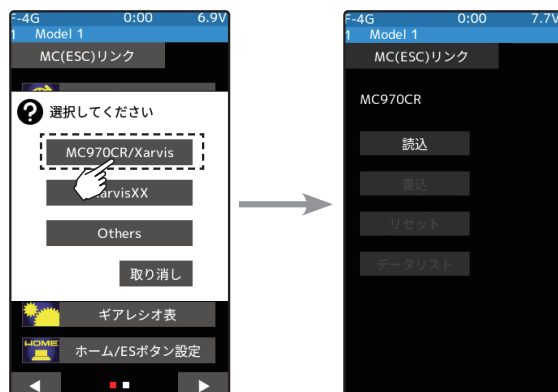 F-4G 0:00 6.9V
1 Model 1
MC(ESC)リンク
選択してください
MC970CR/Xarvis
XarvisXX
Others
取り消し
ギアレシオ表
HOME
ホーム/ESボタン設定
F-4G 0:00 7.7V
1 Model 1
MC(ESC)リンク
MC970CR
読込
書込
リセット
データリスト